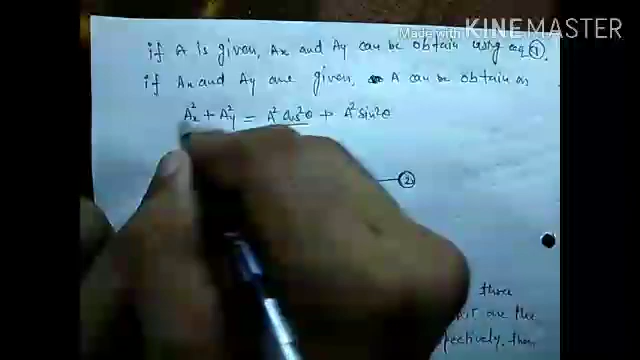 Made with KINEMASTER
if A is given, Ax and Ay can be obtain using eq ①.
if Ax and Ay are given, A can be obtain as
Ax² + Ay² = A² cos²θ + A² sin²θ
②
three
are the
respectively. then